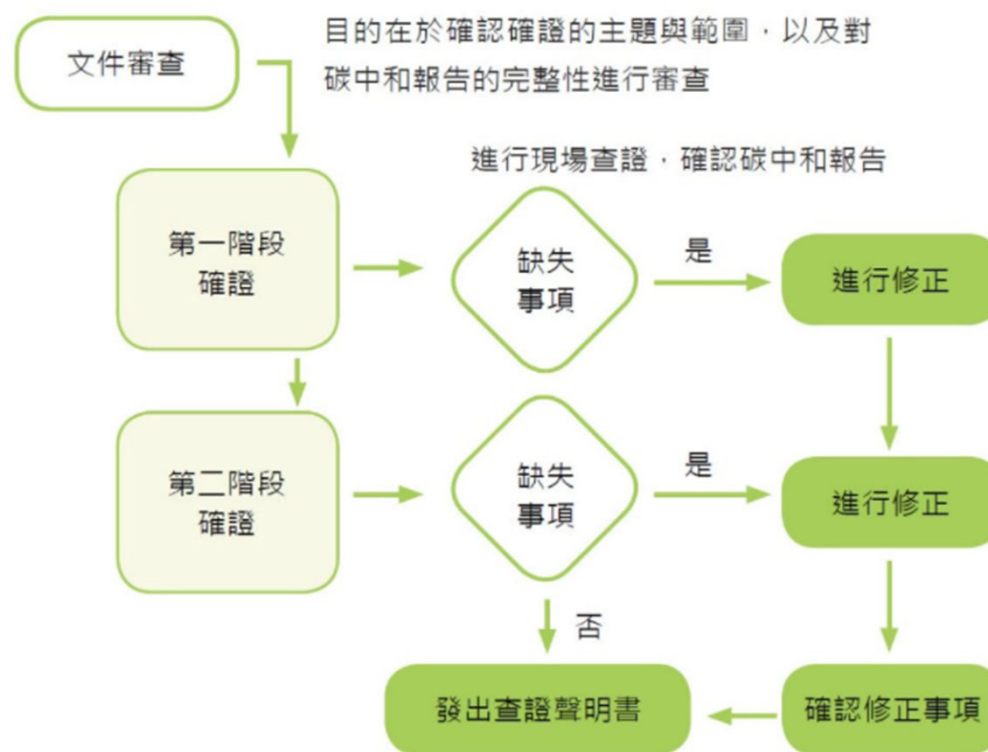 文件審查
目的在於確認確證的主題與範圍，以及對
碳中和報告的完整性進行審查
進行現場查證，確認碳中和報告
第一階段
確證
缺失
事項
是
進行修正
第二階段
確證
缺失
事項
是
進行修正
否
發出查證聲明書
確認修正事項